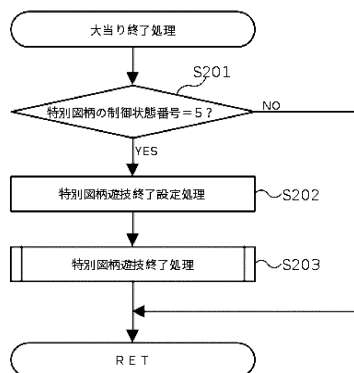 大当り終了処理
S201
特別図柄の制御状態番号=5?
NO
YES
特別図柄遊技終了設定処理
S202
特別図柄遊技終了処理
S203
RET